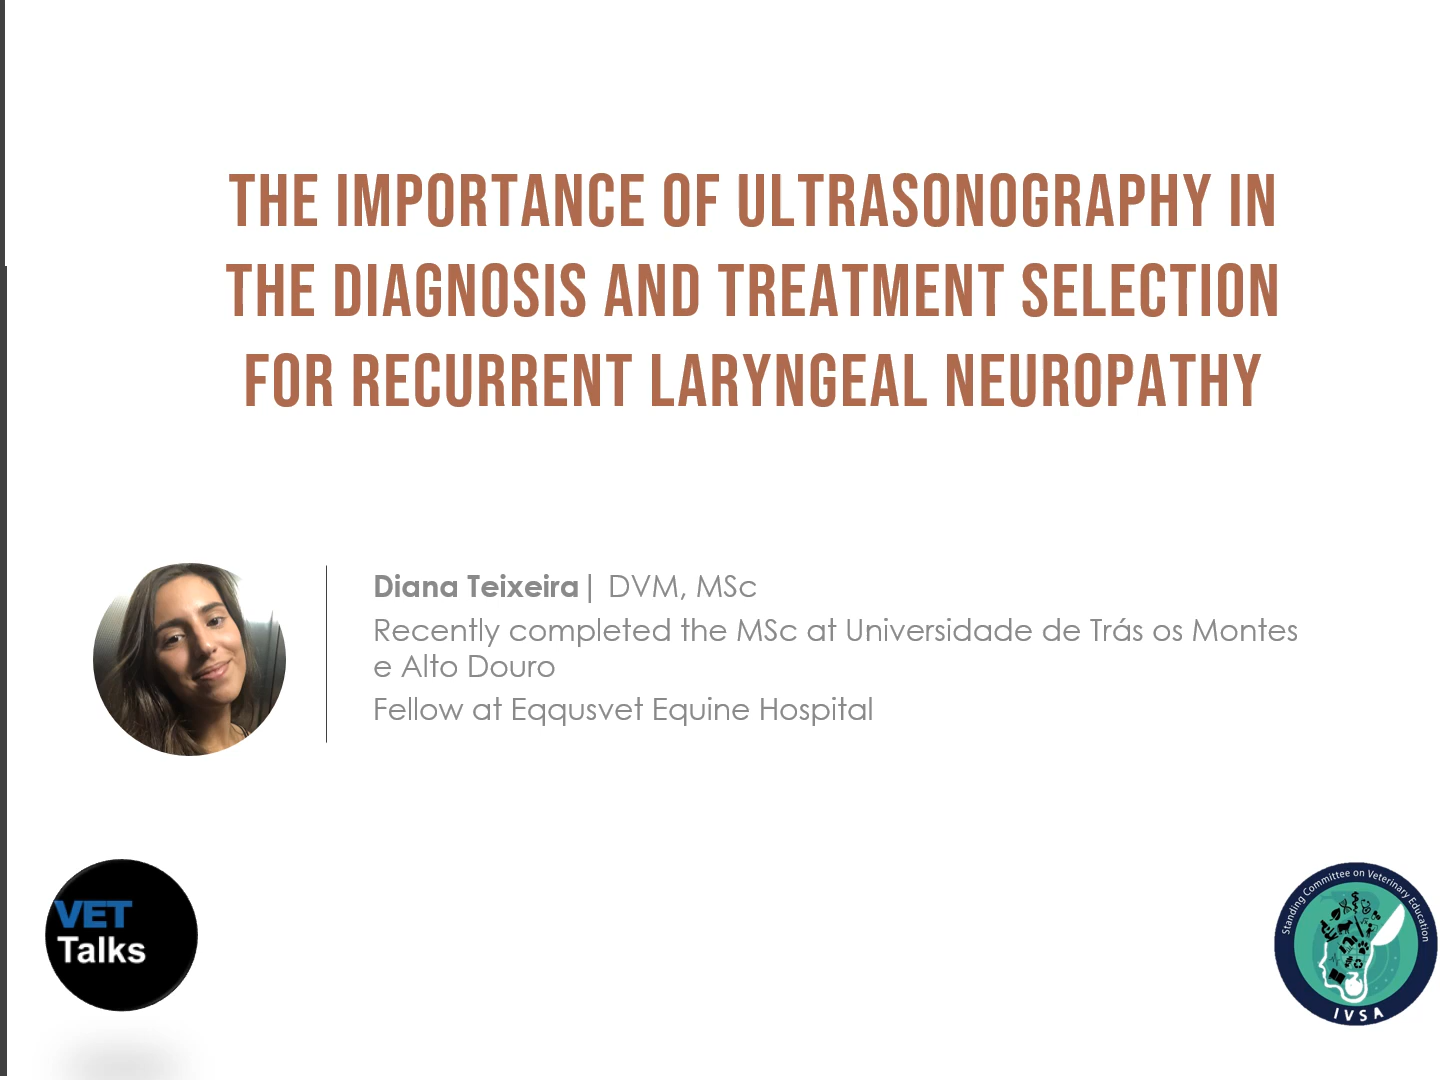 THE IMPORTANCE OF ULTRASONOGRAPHY IN
THE DIAGNOSIS AND TREATMENT SELECTION
FOR RECURRENT LARYNGEAL NEUROPATHY
Diana Teixeira| DVM, MSc
Recently completed the MSc at Universidade de Trás os Montes
e Alto Douro
Fellow at Eqqusvet Equine Hospital
VET
Talks
Standing Committee on Veterinary Education
IVSA